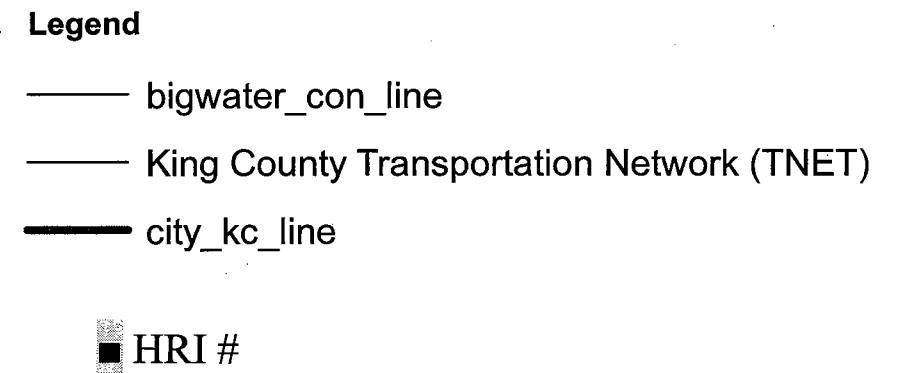 Legend
bigwater_con_line
King County Transportation Network (TNET)
city_kc_line
HRI #